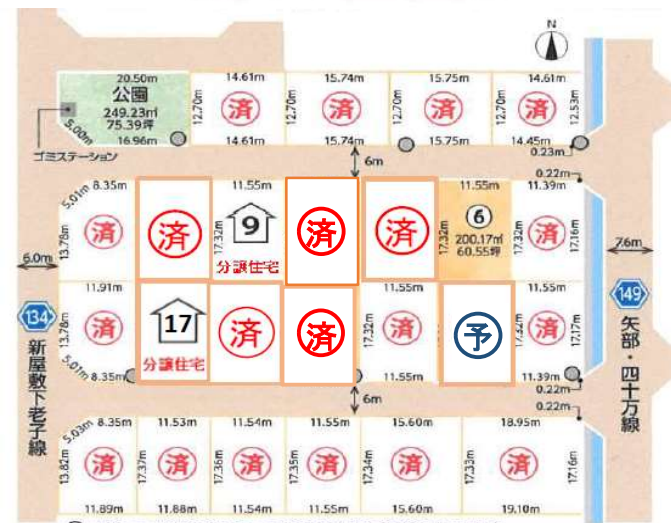 N
20.50m 14.61m 15.74m 15.75m 14.61m
公園
249.23㎡
75.39坪
12.70m 済 12.70m 済 12.70m 済 12.70m 済 12.53m
5.00m 16.96m 14.61m 15.74m 15.75m 14.45m
ゴミステーション
6m
0.23m
0.22m
5.01m 8.35m 11.55m 11.55m 11.39m
13.76m 済 済 17.32m 9 済 済 17.32m ⑥ 17.32m 済 17.16m
分譲住宅
200.17㎡
60.55坪
6.0m
7.6m
11.91m 11.55m 11.55m
134
新屋敷下老子線
149
矢部・四十万線
13.78m 済 17 済 済 17.32m 済 予 17.32m 済 17.17m
分譲住宅
5.01m 8.35m 11.55m 11.39m
0.22m
6m
0.22m
5.03m 8.35m 11.53m 11.54m 11.55m 15.60m 18.95m
13.82m 済 17.37m 済 17.36m 済 17.35m 済 17.34m 済 17.33m 済 17.16m
11.89m 11.88m 11.54m 11.55m 15.60m 19.10m